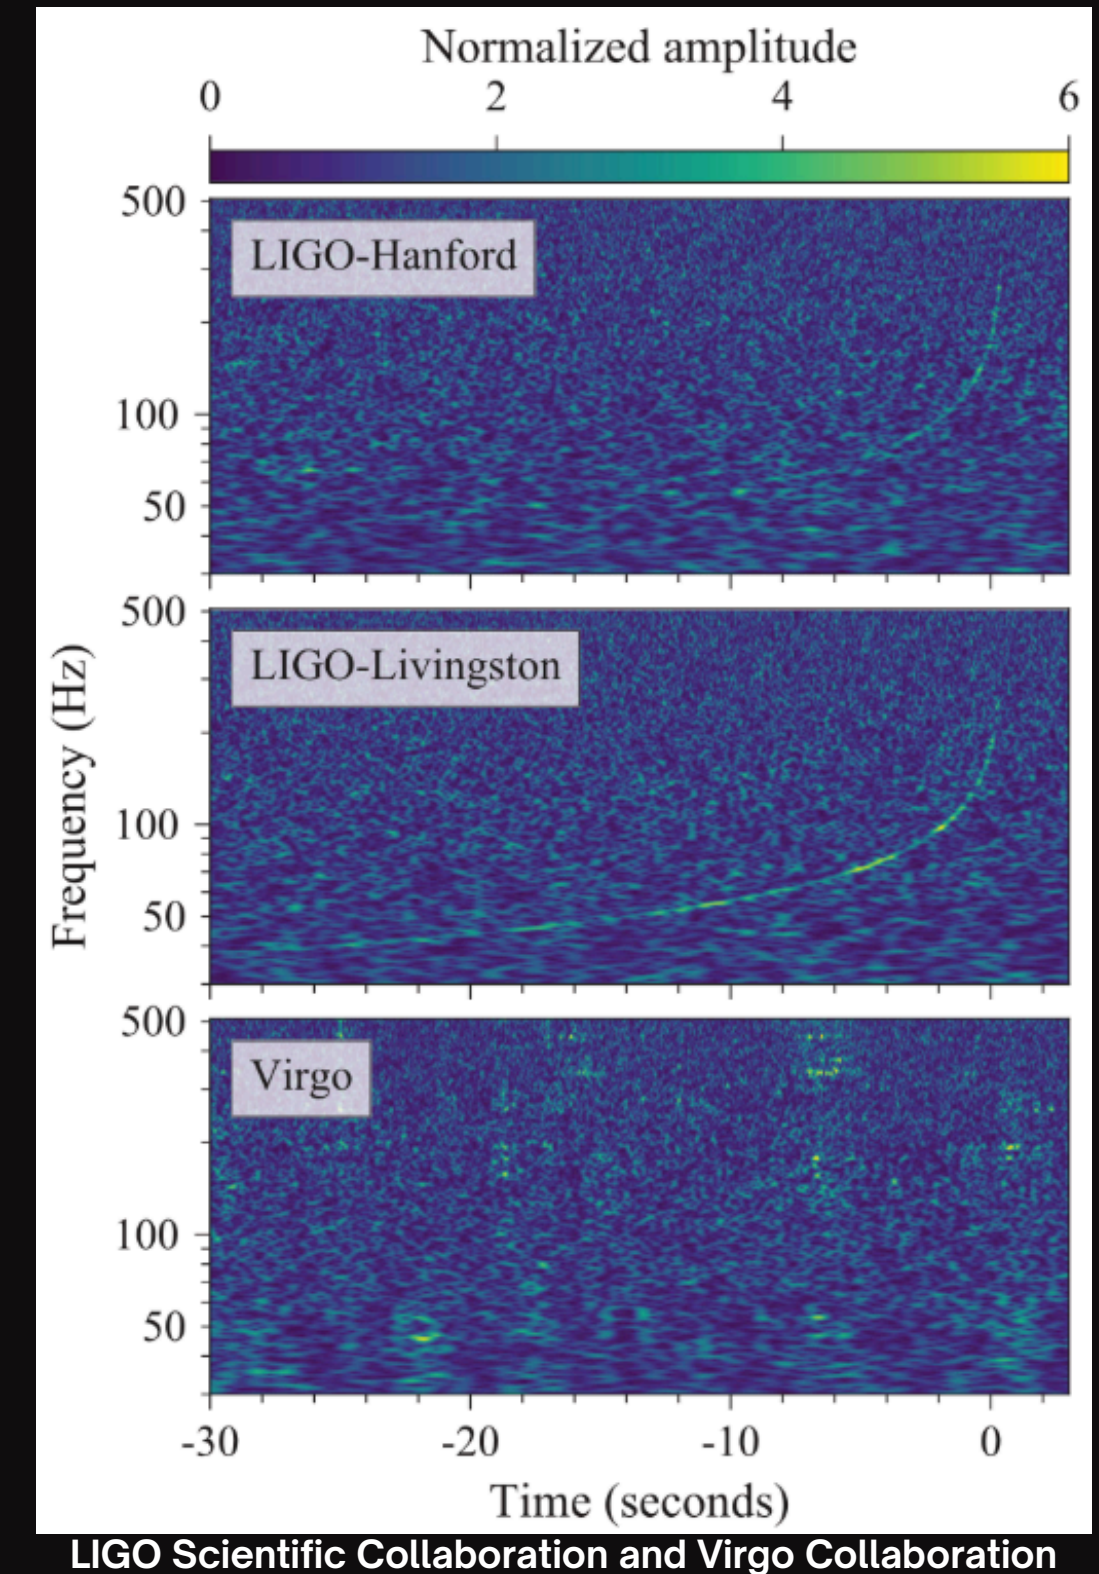 Normalized amplitude
0 2 4 6
500
LIGO-Hanford
100
50
500
LIGO-Livingston
Frequency (Hz)
100
50
500
Virgo
100
50
-30 -20 -10 0
Time (seconds)
LIGO Scientific Collaboration and Virgo Collaboration